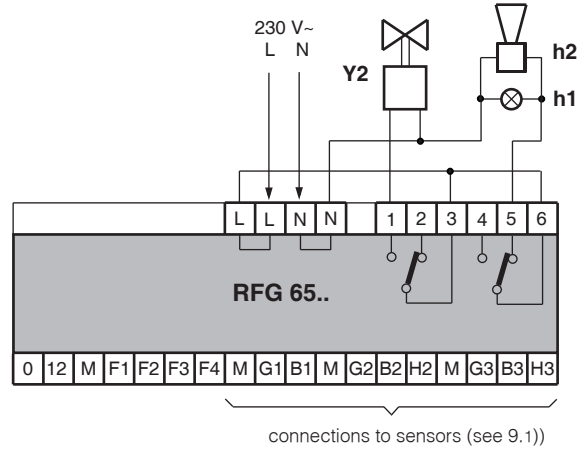 230 V~
L N
Y2
h2
h1
L L N N 1 2 3 4 5 6
RFG 65..
0 12 M F1 F2 F3 F4 M G1 B1 M G2 B2 H2 M G3 B3 H3
connections to sensors (see 9.1))